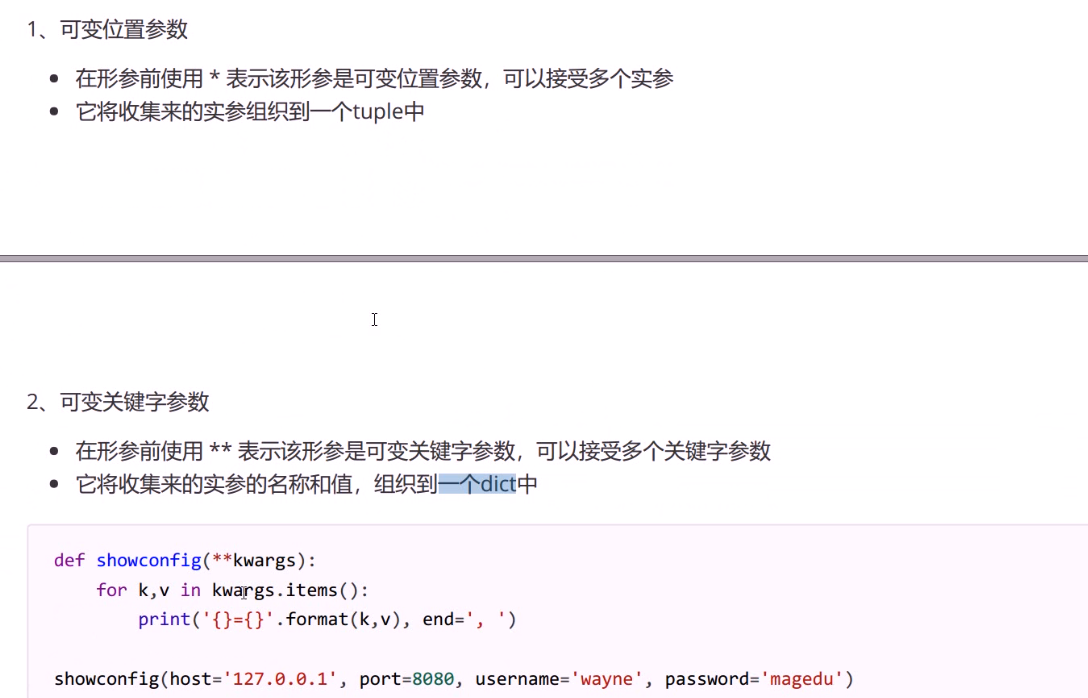 1、可变位置参数
• 在形参前使用 * 表示该形参是可变位置参数，可以接受多个实参
• 它将收集来的实参组织到一个tuple中
2、可变关键字参数
• 在形参前使用 ** 表示该形参是可变关键字参数，可以接受多个关键字参数
• 它将收集来的实参的名称和值，组织到一个dict中
def showconfig(**kwargs):
    for k,v in kwargs.items():
        print('{}={}'.format(k,v), end=', ')
showconfig(host='127.0.0.1', port=8080, username='wayne', password='magedu')